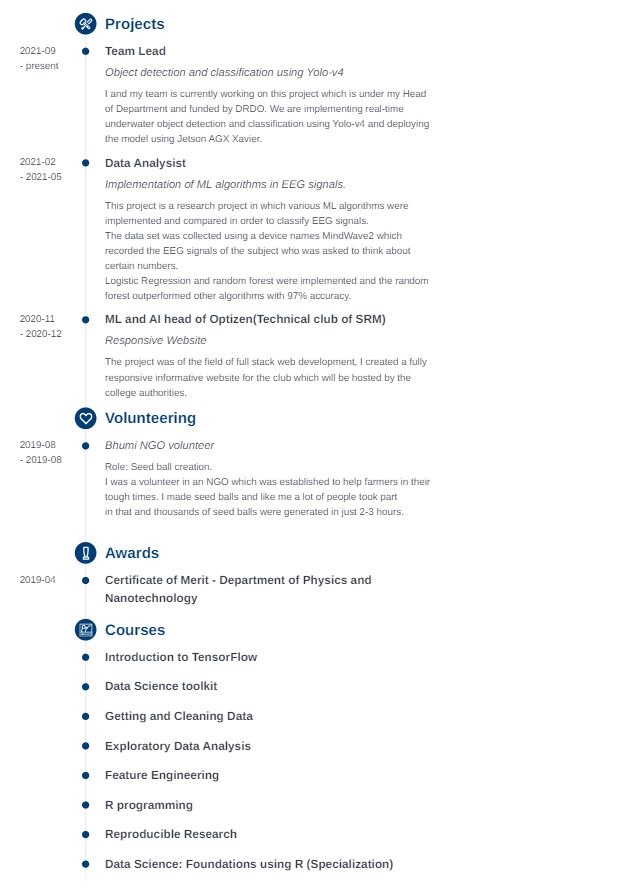 Projects
2021-09
- present
Team Lead
Object detection and classification using Yolo-v4
I and my team is currently working on this project which is under my Head
of Department and funded by DRDO. We are implementing real-time
underwater object detection and classification using Yolo-v4 and deploying
the model using Jetson AGX Xavier.
2021-02
- 2021-05
Data Analysist
Implementation of ML algorithms in EEG signals.
This project is a research project in which various ML algorithms were
implemented and compared in order to classify EEG signals.
The data set was collected using a device names MindWave2 which
recorded the EEG signals of the subject who was asked to think about
certain numbers.
Logistic Regression and random forest were implemented and the random
forest outperformed other algorithms with 97% accuracy.
2020-11
- 2020-12
ML and AI head of Optizen(Technical club of SRM)
Responsive Website
The project was of the field of full stack web development, I created a fully
responsive informative website for the club which will be hosted by the
college authorities.
Volunteering
2019-08
- 2019-08
Bhumi NGO volunteer
Role: Seed ball creation.
I was a volunteer in an NGO which was established to help farmers in their
tough times. I made seed balls and like me a lot of people took part
in that and thousands of seed balls were generated in just 2-3 hours.
Awards
2019-04
Certificate of Merit - Department of Physics and
Nanotechnology
Courses
Introduction to TensorFlow
Data Science toolkit
Getting and Cleaning Data
Exploratory Data Analysis
Feature Engineering
R programming
Reproducible Research
Data Science: Foundations using R (Specialization)